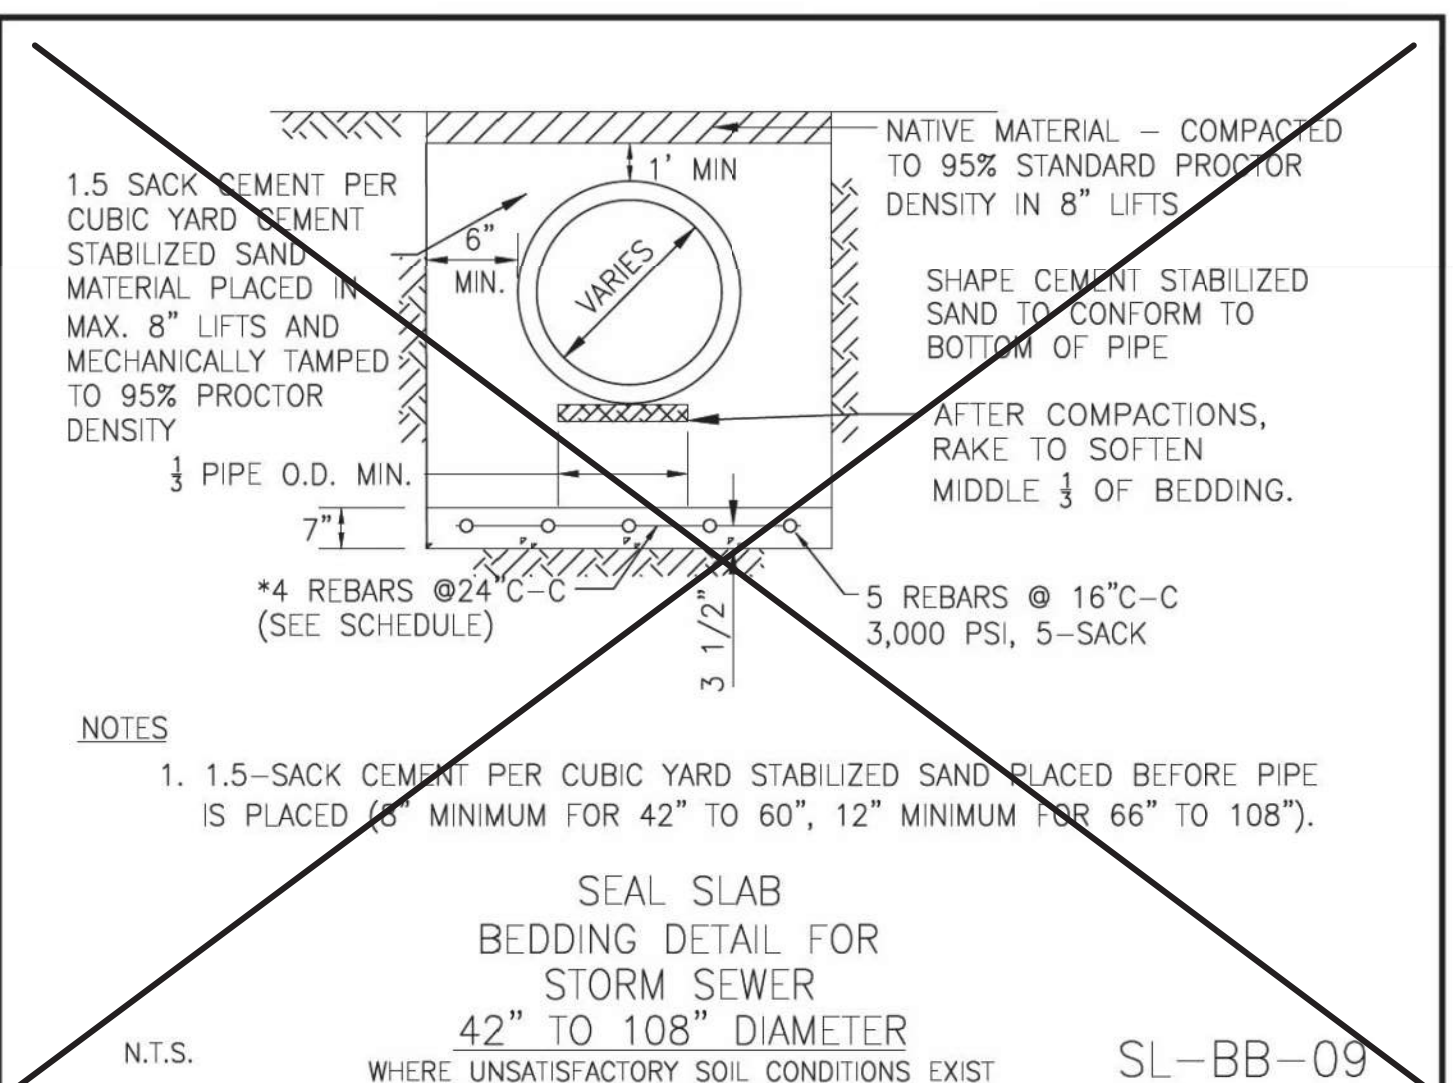 NATIVE MATERIAL – COMPACTED
TO 95% STANDARD PROCTOR
DENSITY IN 8" LIFTS
1' MIN
1.5 SACK CEMENT PER
CUBIC YARD CEMENT
STABILIZED SAND
MATERIAL PLACED IN
MAX. 8" LIFTS AND
MECHANICALLY TAMPED
TO 95% PROCTOR
DENSITY
6"
MIN.
VARIES
SHAPE CEMENT STABILIZED
SAND TO CONFORM TO
BOTTOM OF PIPE
AFTER COMPACTIONS,
RAKE TO SOFTEN
MIDDLE 1/3 OF BEDDING.
1/3 PIPE O.D. MIN.
7"
*4 REBARS @24"C-C
(SEE SCHEDULE)
3 1/2"
5 REBARS @ 16"C-C
3,000 PSI, 5-SACK
NOTES
1. 1.5-SACK CEMENT PER CUBIC YARD STABILIZED SAND PLACED BEFORE PIPE
IS PLACED (8" MINIMUM FOR 42" TO 60", 12" MINIMUM FOR 66" TO 108").
SEAL SLAB
BEDDING DETAIL FOR
STORM SEWER
42" TO 108" DIAMETER
WHERE UNSATISFACTORY SOIL CONDITIONS EXIST
N.T.S.
SL-BB-09